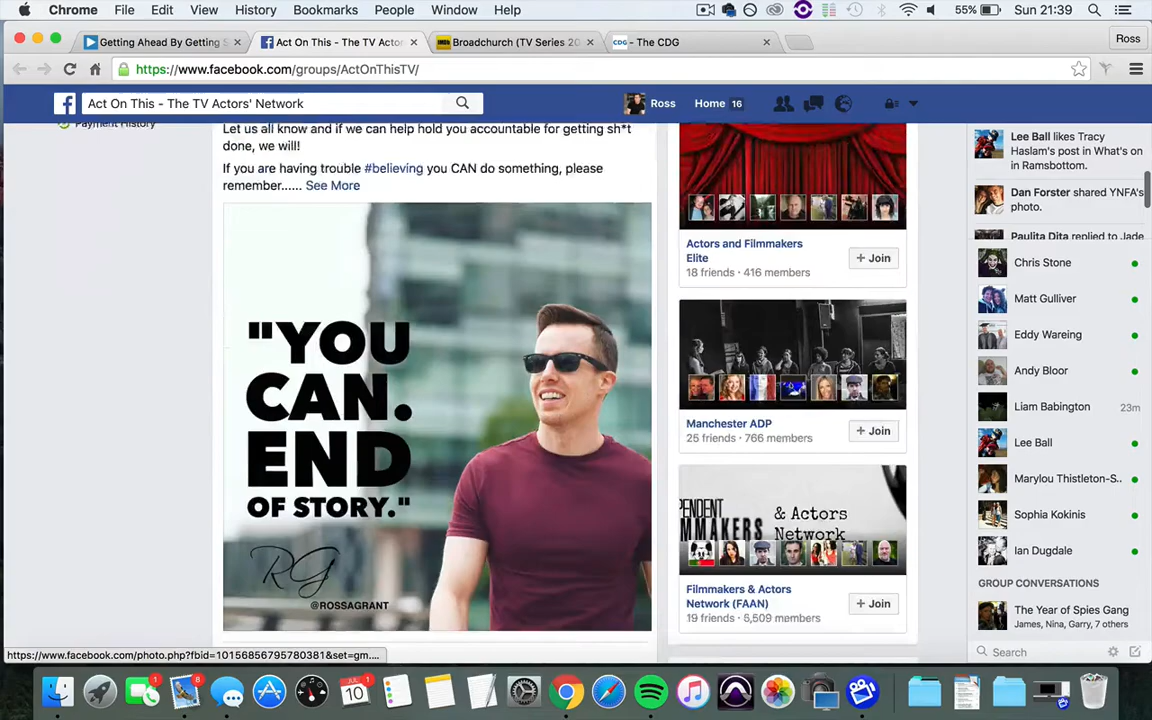 Chrome File Edit View History Bookmarks People Window Help 55% Sun 21:39
Getting Ahead By Getting S
Act On This - The TV Actor
Broadchurch (TV Series 20
CDG - The CDG
Ross
https://www.facebook.com/groups/ActOnThisTV/
Act On This - The TV Actors' Network
Ross Home 16
Payment History
Let us all know and if we can help hold you accountable for getting sh*t
done, we will!
If you are having trouble #believing you CAN do something, please
remember...... See More
"YOU
CAN.
END
OF STORY."
RG
@ROSSAGRANT
Actors and Filmmakers
Elite
18 friends · 416 members
+ Join
Manchester ADP
25 friends · 766 members
+ Join
& Actors
Network
Filmmakers & Actors
Network (FAAN)
19 friends · 5,509 members
+ Join
Lee Ball likes Tracy
Haslam's post in What's on
in Ramsbottom.
Dan Forster shared YNFA's
photo.
Paulita Dita replied to Jade
Chris Stone
Matt Gulliver
Eddy Wareing
Andy Bloor
Liam Babington 23m
Lee Ball
Marylou Thistleton-S..
Sophia Kokinis
Ian Dugdale
GROUP CONVERSATIONS
The Year of Spies Gang
James, Nina, Garry, 7 others
Search
https://www.facebook.com/photo.php?fbid=10156856795780381&set=gm....
1
8
JUL
10
1